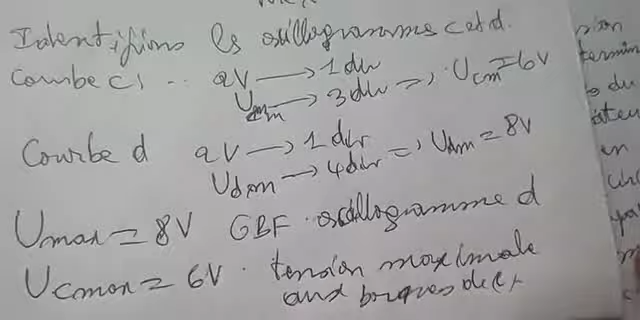 Identifions les oscillogrammes c et d.
Courbe c) .. 2V → 1 div
Ucm → 3 div => Ucm = 6V
Courbe d 2V → 1 div
Udm → 4 div => Udm = 8V
Umax = 8V GBF . oscillogramme d
Ucmax = 6V . tension maximale
aux bornes de